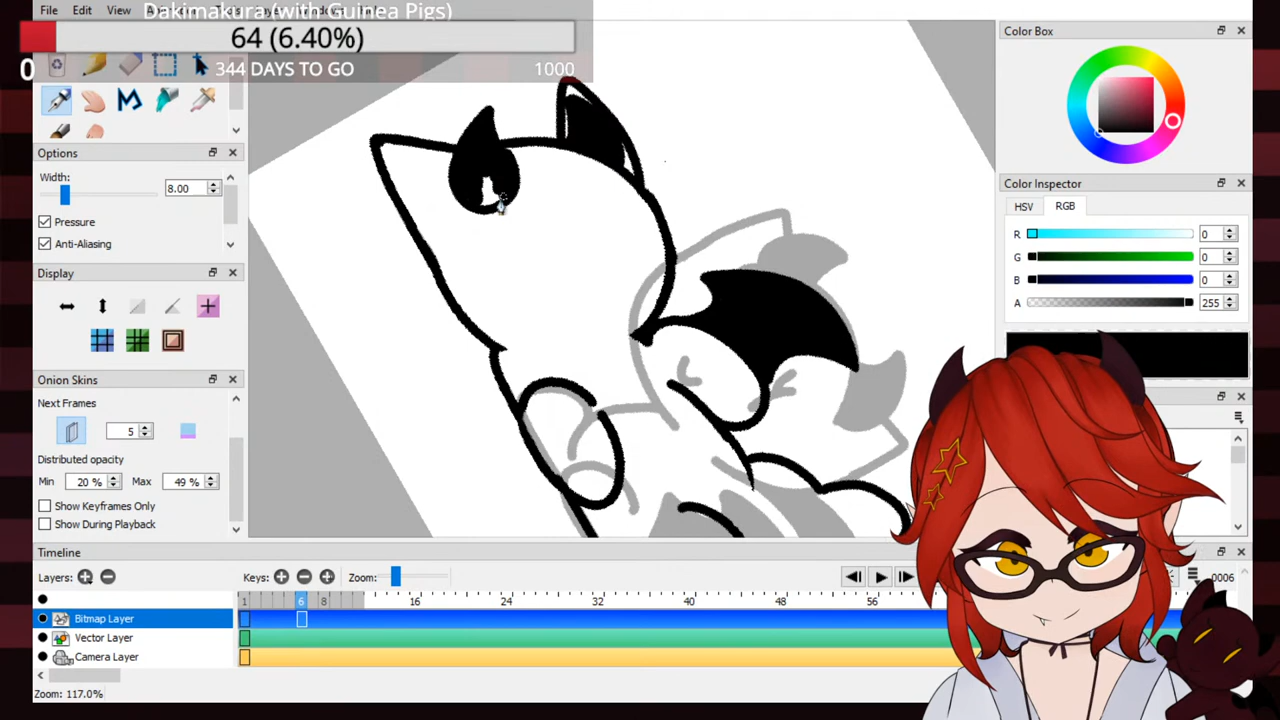 Dakimakura (with Guinea Pigs)
File Edit View
64 (6.40%)
0 344 DAYS TO GO 1000
Color Box
Options
Width: 8.00
Pressure
Anti-Aliasing
Display
Onion Skins
Next Frames
5
Distributed opacity
Min 20 % Max 49 %
Show Keyframes Only
Show During Playback
Color Inspector
HSV RGB
R 0
G 0
B 0
A 255
Timeline
Layers: Keys: Zoom: 0006
1 6 8 16 24 32 40 48 56
Bitmap Layer
Vector Layer
Camera Layer
Zoom: 117.0%